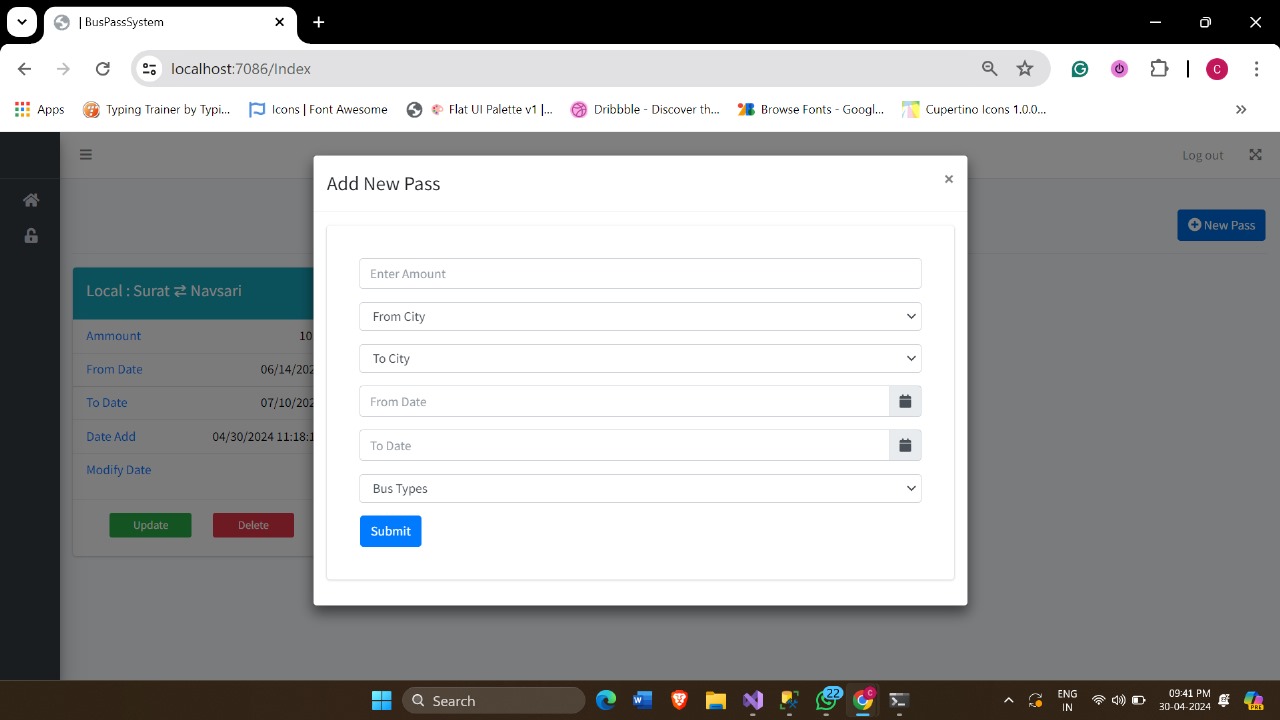 | BusPassSystem
localhost:7086/Index
Apps Typing Trainer by Typi... Icons | Font Awesome Flat UI Palette v1 |... Dribbble - Discover th... Browse Fonts - Googl... Cupertino Icons 1.0.0...
C
Log out
New Pass
Add New Pass
Local : Surat ⇄ Navsari
Ammount 10
From Date 06/14/202
To Date 07/10/202
Date Add 04/30/2024 11:18:1
Modify Date
Update Delete
Enter Amount
From City
To City
From Date
To Date
Bus Types
Submit
Search
22
C
ENG
IN
09:41 PM
30-04-2024
PRE